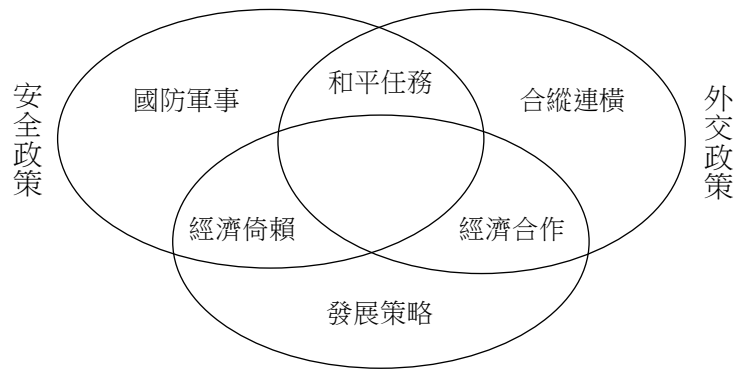 和平任務
國防軍事
合縱連橫
安全政策
外交政策
經濟倚賴
經濟合作
發展策略